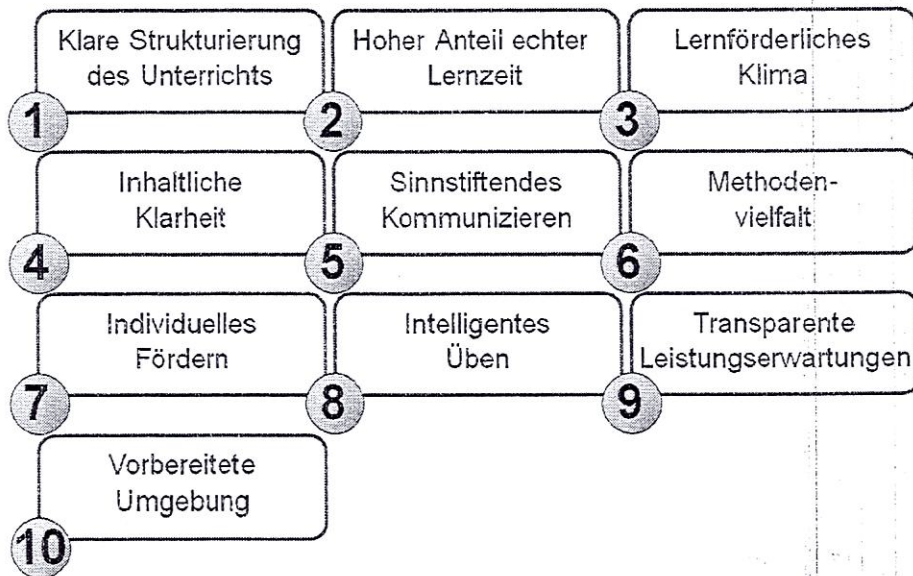 Klare Strukturierung
des Unterrichts
1
Hoher Anteil echter
Lernzeit
2
Lernförderliches
Klima
3
Inhaltliche
Klarheit
4
Sinnstiftendes
Kommunizieren
5
Methoden-
vielfalt
6
Individuelles
Fördern
7
Intelligentes
Üben
8
Transparente
Leistungserwartungen
9
Vorbereitete
Umgebung
10